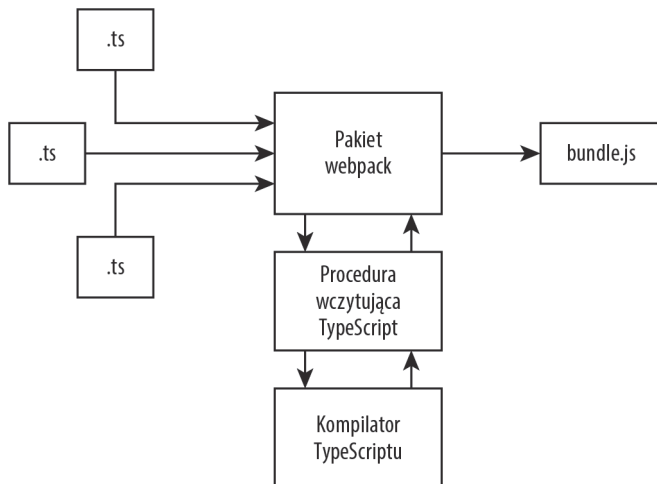 .ts
.ts
.ts
Pakiet
webpack
bundle.js
Procedura
wczytująca
TypeScript
Kompilator
TypeScriptu